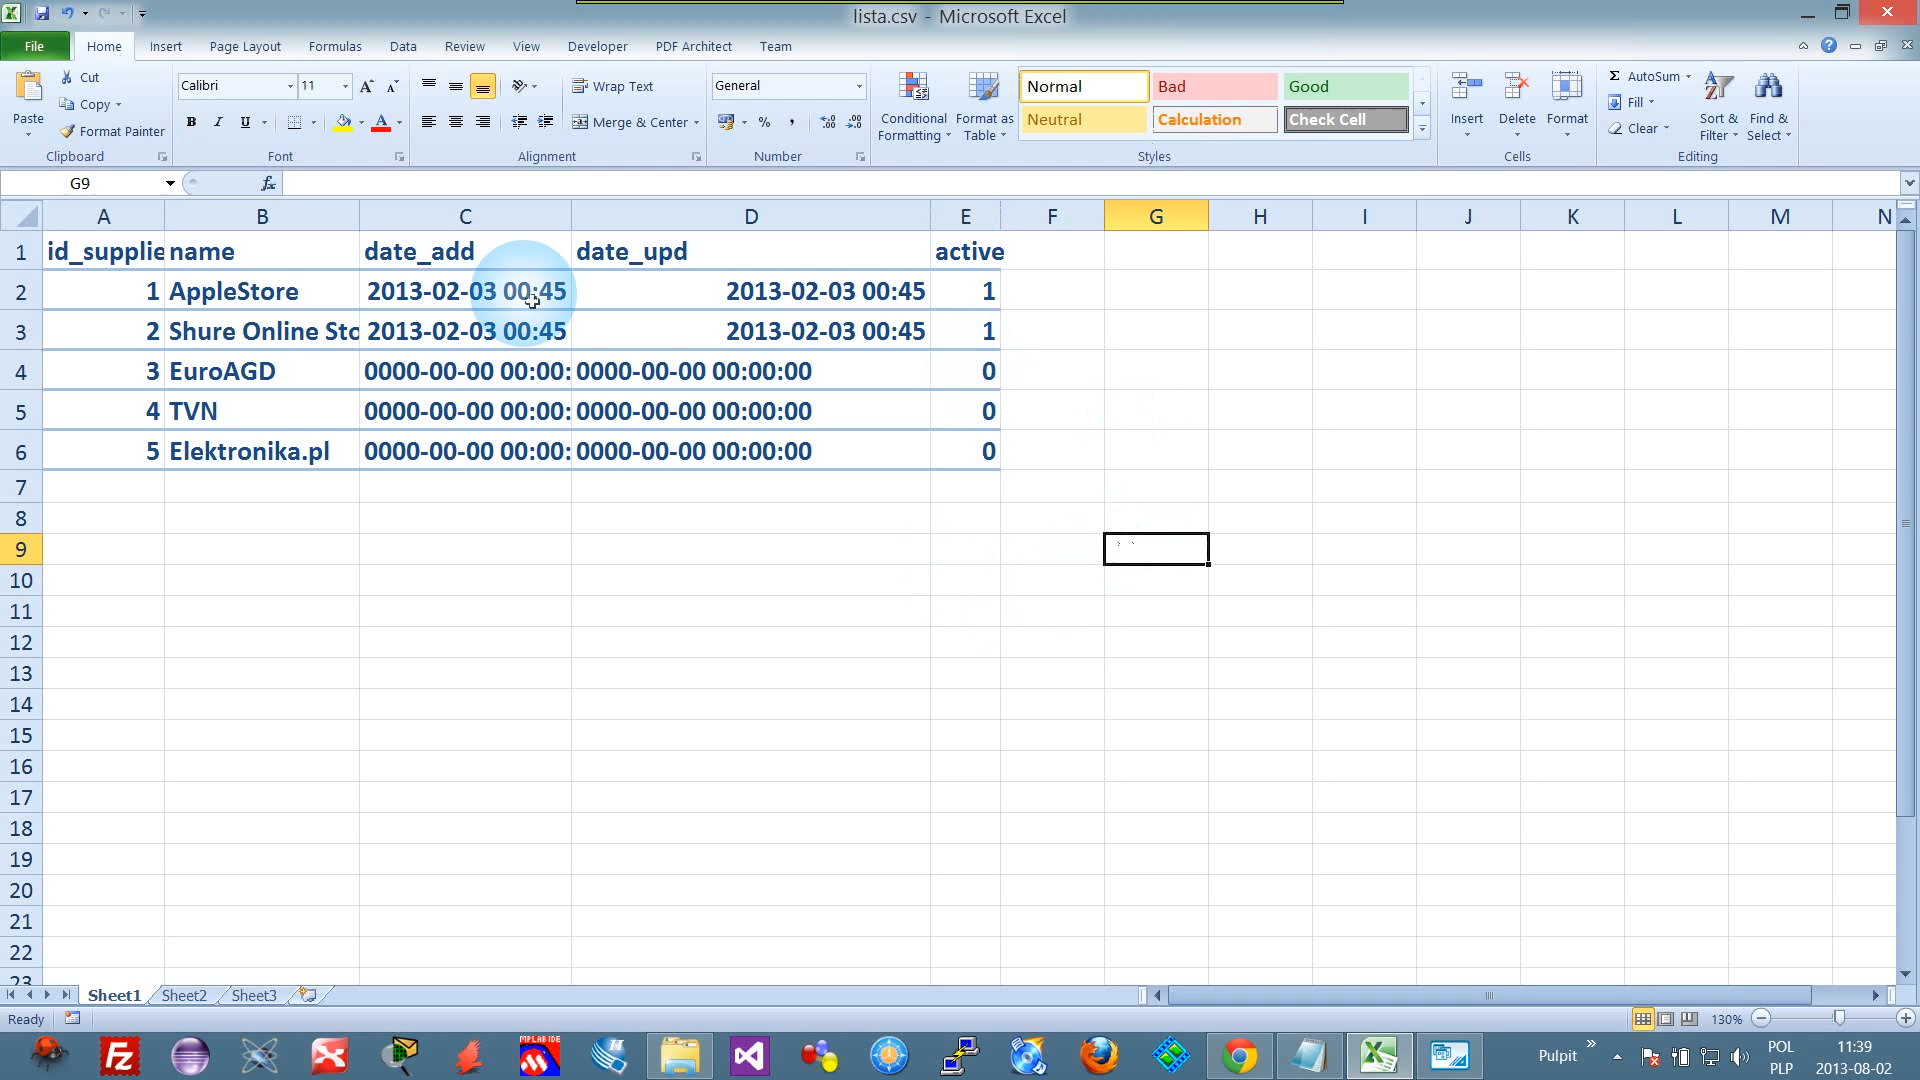 lista.csv - Microsoft Excel
File Home Insert Page Layout Formulas Data Review View Developer PDF Architect Team
Paste
Cut
Copy
Format Painter
Clipboard
Calibri 11
B I U
Font
Wrap Text
Merge & Center
Alignment
General
% ,
Number
Conditional Formatting
Format as Table
Normal Bad Good
Neutral Calculation Check Cell
Styles
Insert Delete Format
Cells
Σ AutoSum
Fill
Clear
Sort & Filter
Find & Select
Editing
G9 fx
A B C D E F G H I J K L M N
1 id_supplie name date_add date_upd active
2 1 AppleStore 2013-02-03 00:45 2013-02-03 00:45 1
3 2 Shure Online Sto 2013-02-03 00:45 2013-02-03 00:45 1
4 3 EuroAGD 0000-00-00 00:00: 0000-00-00 00:00:00 0
5 4 TVN 0000-00-00 00:00: 0000-00-00 00:00:00 0
6 5 Elektronika.pl 0000-00-00 00:00: 0000-00-00 00:00:00 0
7
8
9
10
11
12
13
14
15
16
17
18
19
20
21
22
23
Sheet1 Sheet2 Sheet3
Ready 130%
Fz MPLAB IDE Pulpit » POL 11:39
PLP 2013-08-02